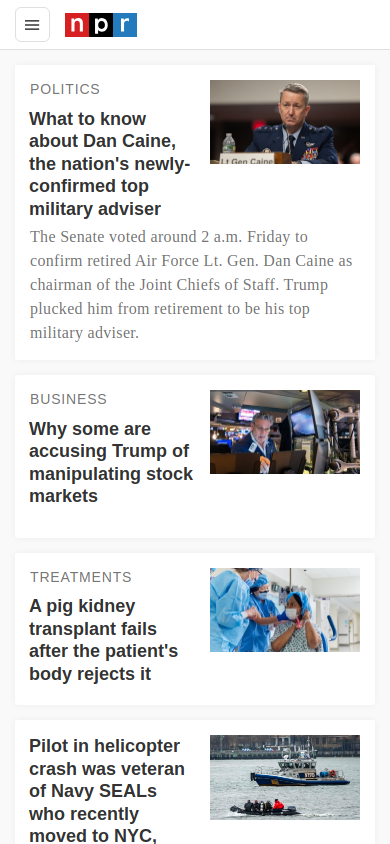 npr
POLITICS
What to know
about Dan Caine,
the nation's newly-
confirmed top
military adviser
Lt Gen Caine
The Senate voted around 2 a.m. Friday to
confirm retired Air Force Lt. Gen. Dan Caine as
chairman of the Joint Chiefs of Staff. Trump
plucked him from retirement to be his top
military adviser.
BUSINESS
Why some are
accusing Trump of
manipulating stock
markets
TREATMENTS
A pig kidney
transplant fails
after the patient's
body rejects it
Pilot in helicopter
crash was veteran
of Navy SEALs
who recently
moved to NYC,